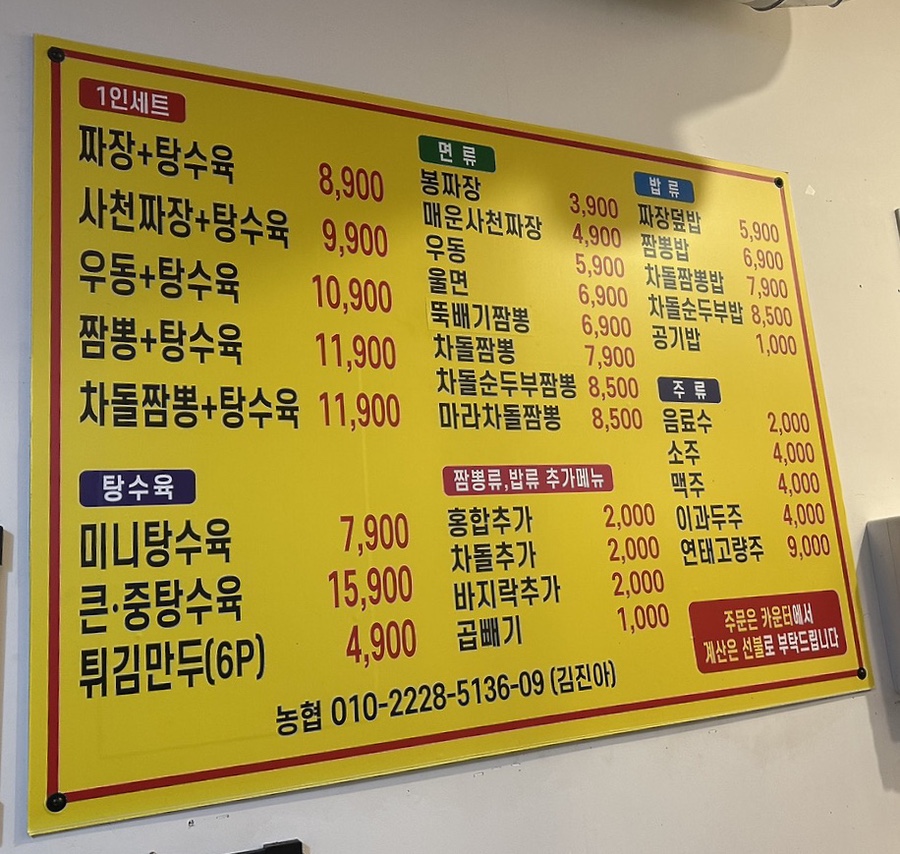 1인세트
짜장+탕수육 8,900
사천짜장+탕수육 9,900
우동+탕수육 10,900
짬뽕+탕수육 11,900
차돌짬뽕+탕수육 11,900
탕수육
미니탕수육 7,900
큰·중탕수육 15,900
튀김만두(6P) 4,900
면 류
봉짜장 3,900
매운사천짜장 4,900
우동 5,900
울면 6,900
뚝배기짬뽕 6,900
차돌짬뽕 7,900
차돌순두부짬뽕 8,500
마라차돌짬뽕 8,500
짬뽕류,밥류 추가메뉴
홍합추가 2,000
차돌추가 2,000
바지락추가 2,000
곱빼기 1,000
밥 류
짜장덮밥 5,900
짬뽕밥 6,900
차돌짬뽕밥 7,900
차돌순두부밥 8,500
공기밥 1,000
주 류
음료수 2,000
소주 4,000
맥주 4,000
이과두주 4,000
연태고량주 9,000
주문은 카운터에서
계산은 선불로 부탁드립니다
농협 010-2228-5136-09 (김진아)